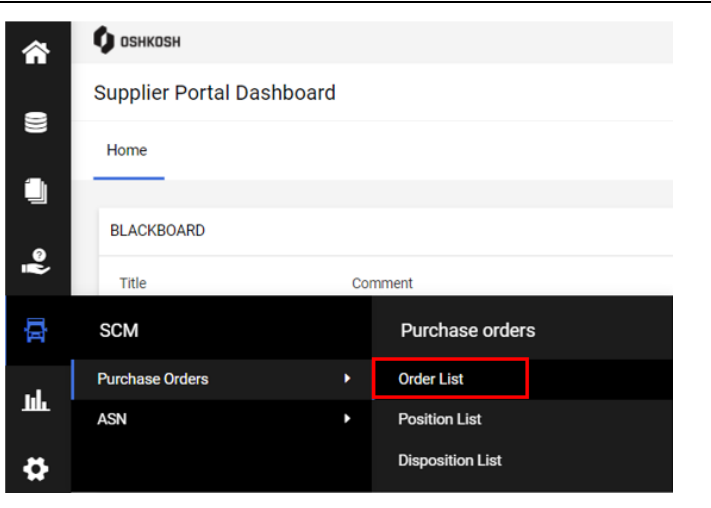 OSHKOSH
Supplier Portal Dashboard
Home
BLACKBOARD
Title Comment
SCM Purchase orders
Purchase Orders Order List
ASN Position List
Disposition List